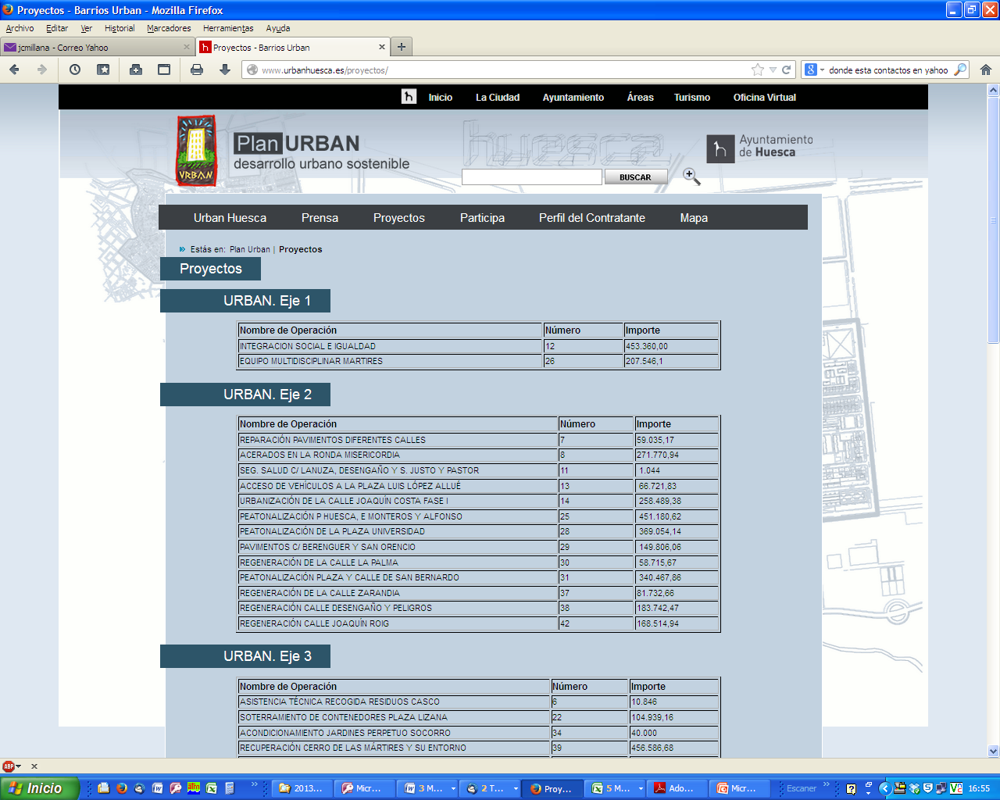 Proyectos - Barrios Urban - Mozilla Firefox
Archivo Editar Ver Historial Marcadores Herramientas Ayuda
jcmillana - Correo Yahoo
Proyectos - Barrios Urban
www.urbanhuesca.es/proyectos/
donde esta contactos en yahoo
Inicio La Ciudad Ayuntamiento Áreas Turismo Oficina Virtual
URBAN
Plan URBAN
desarrollo urbano sostenible
huesca
Ayuntamiento
de Huesca
BUSCAR
Urban Huesca Prensa Proyectos Participa Perfil del Contratante Mapa
Estás en: Plan Urban | Proyectos
Proyectos
URBAN. Eje 1
Nombre de Operación Número Importe
INTEGRACION SOCIAL E IGUALDAD 12 453.360,00
EQUIPO MULTIDISCIPLINAR MARTIRES 26 207.546,1
URBAN. Eje 2
Nombre de Operación Número Importe
REPARACIÓN PAVIMENTOS DIFERENTES CALLES 7 59.035,17
ACERADOS EN LA RONDA MISERICORDIA 8 271.770,94
SEG. SALUD C/ LANUZA, DESENGAÑO Y S. JUSTO Y PASTOR 11 1.044
ACCESO DE VEHÍCULOS A LA PLAZA LUIS LÓPEZ ALLUÉ 13 66.721,83
URBANIZACIÓN DE LA CALLE JOAQUÍN COSTA FASE I 14 258.489,38
PEATONALIZACIÓN P HUESCA, E MONTEROS Y ALFONSO 25 451.180,62
PEATONALIZACIÓN DE LA PLAZA UNIVERSIDAD 28 369.054,14
PAVIMENTOS C/ BERENGUER Y SAN ORENCIO 29 149.806,06
REGENERACIÓN DE LA CALLE LA PALMA 30 58.715,67
PEATONALIZACIÓN PLAZA Y CALLE DE SAN BERNARDO 31 340.467,86
REGENERACIÓN DE LA CALLE ZARANDIA 37 81.732,66
REGENERACIÓN CALLE DESENGAÑO Y PELIGROS 38 183.742,47
REGENERACIÓN CALLE JOAQUÍN ROIG 42 168.514,94
URBAN. Eje 3
Nombre de Operación Número Importe
ASISTENCIA TÉCNICA RECOGIDA RESIDUOS CASCO 6 10.846
SOTERRAMIENTO DE CONTENEDORES PLAZA LIZANA 22 104.939,16
ACONDICIONAMIENTO JARDINES PERPETUO SOCORRO 34 40.000
RECUPERACIÓN CERRO DE LAS MÁRTIRES Y SU ENTORNO 39 456.586,68
ABP
Inicio 2013... Micr... 3 M... 2 T... Proy... 5 M... Ado... Micr... Escaner 16:55